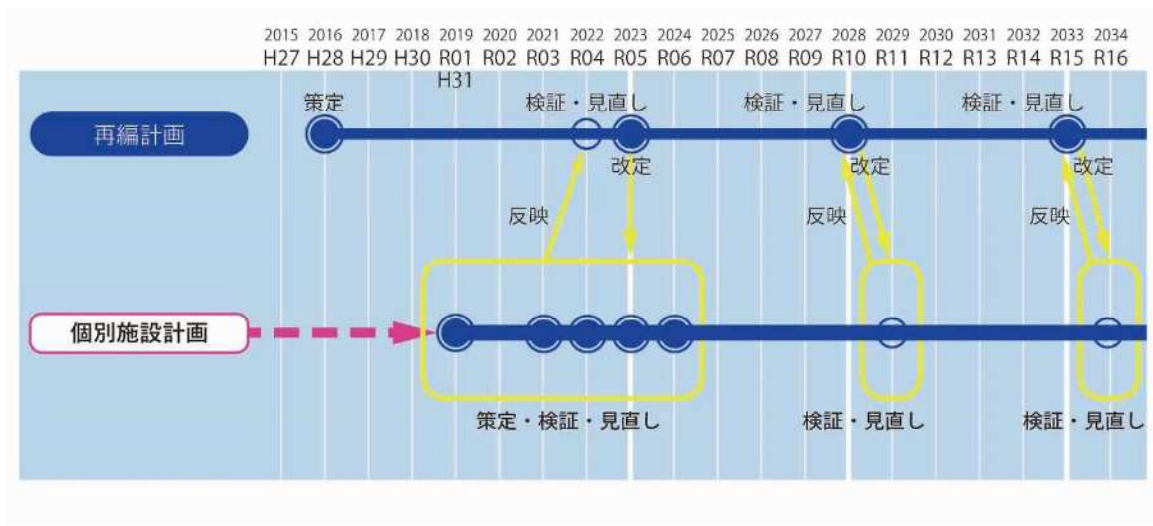 2015 2016 2017 2018 2019 2020 2021 2022 2023 2024 2025 2026 2027 2028 2029 2030 2031 2032 2033 2034
H27 H28 H29 H30 R01 R02 R03 R04 R05 R06 R07 R08 R09 R10 R11 R12 R13 R14 R15 R16
H31
策定 検証・見直し 検証・見直し 検証・見直し
再編計画
改定 改定 改定
反映 反映 反映
個別施設計画
策定・検証・見直し 検証・見直し 検証・見直し